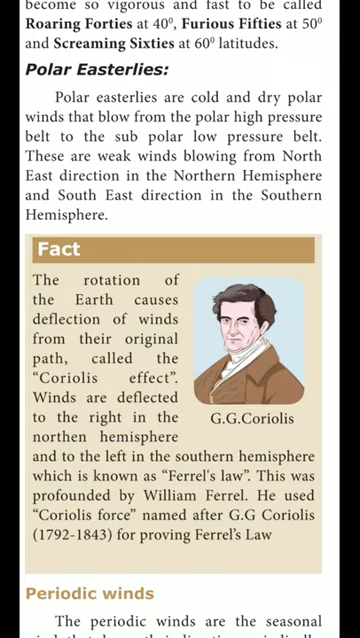 become so vigorous and fast to be called
Roaring Forties at 40⁰, Furious Fifties at 50⁰
and Screaming Sixties at 60⁰ latitudes.
Polar Easterlies:
Polar easterlies are cold and dry polar
winds that blow from the polar high pressure
belt to the sub polar low pressure belt.
These are weak winds blowing from North
East direction in the Northern Hemisphere
and South East direction in the Southern
Hemisphere.
Fact
The rotation of
the Earth causes
deflection of winds
from their original
path, called the
“Coriolis effect”.
Winds are deflected
to the right in the
northen hemisphere
G.G.Coriolis
and to the left in the southern hemisphere
which is known as “Ferrel's law”. This was
profounded by William Ferrel. He used
“Coriolis force” named after G.G Coriolis
(1792-1843) for proving Ferrel’s Law
Periodic winds
The periodic winds are the seasonal